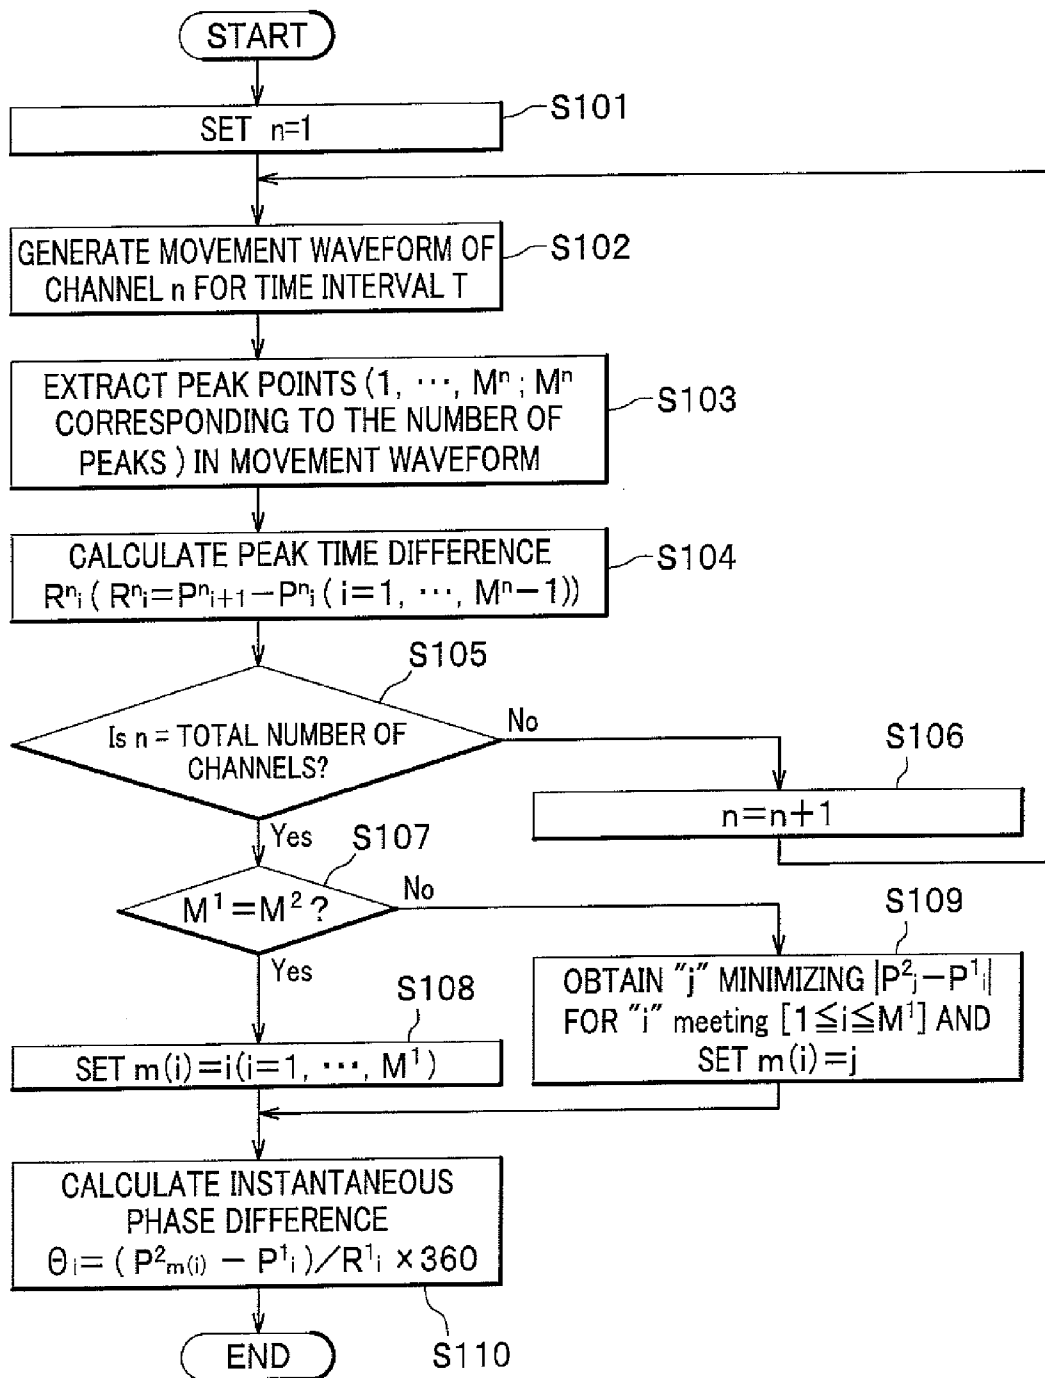 START
S101
SET n=1
S102
GENERATE MOVEMENT WAVEFORM OF
CHANNEL n FOR TIME INTERVAL T
S103
EXTRACT PEAK POINTS (1, ···, Mⁿ ; Mⁿ
CORRESPONDING TO THE NUMBER OF
PEAKS ) IN MOVEMENT WAVEFORM
S104
CALCULATE PEAK TIME DIFFERENCE
Rⁿᵢ ( Rⁿᵢ=Pⁿᵢ₊₁−Pⁿᵢ ( i=1, ···, Mⁿ−1))
S105
Is n = TOTAL NUMBER OF
CHANNELS?
No
Yes
S106
n=n+1
S107
M¹=M²?
No
Yes
S108
SET m(i)=i(i=1, ···, M¹)
S109
OBTAIN "j" MINIMIZING |P²ⱼ−P¹ᵢ|
FOR "i" meeting [1≦i≦M¹] AND
SET m(i)=j
CALCULATE INSTANTANEOUS
PHASE DIFFERENCE
Θᵢ=( P²ₘ₍ᵢ₎ − P¹ᵢ )/R¹ᵢ ×360
S110
END